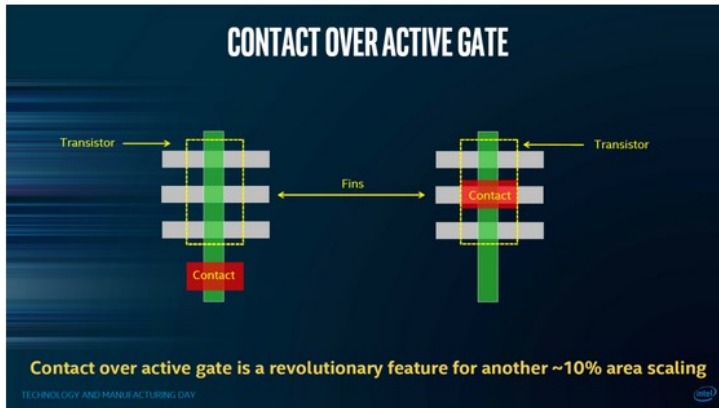 CONTACT OVER ACTIVE GATE
Transistor
Transistor
Fins
Contact
Contact
Contact over active gate is a revolutionary feature for another ~10% area scaling
TECHNOLOGY AND MANUFACTURING DAY
intel